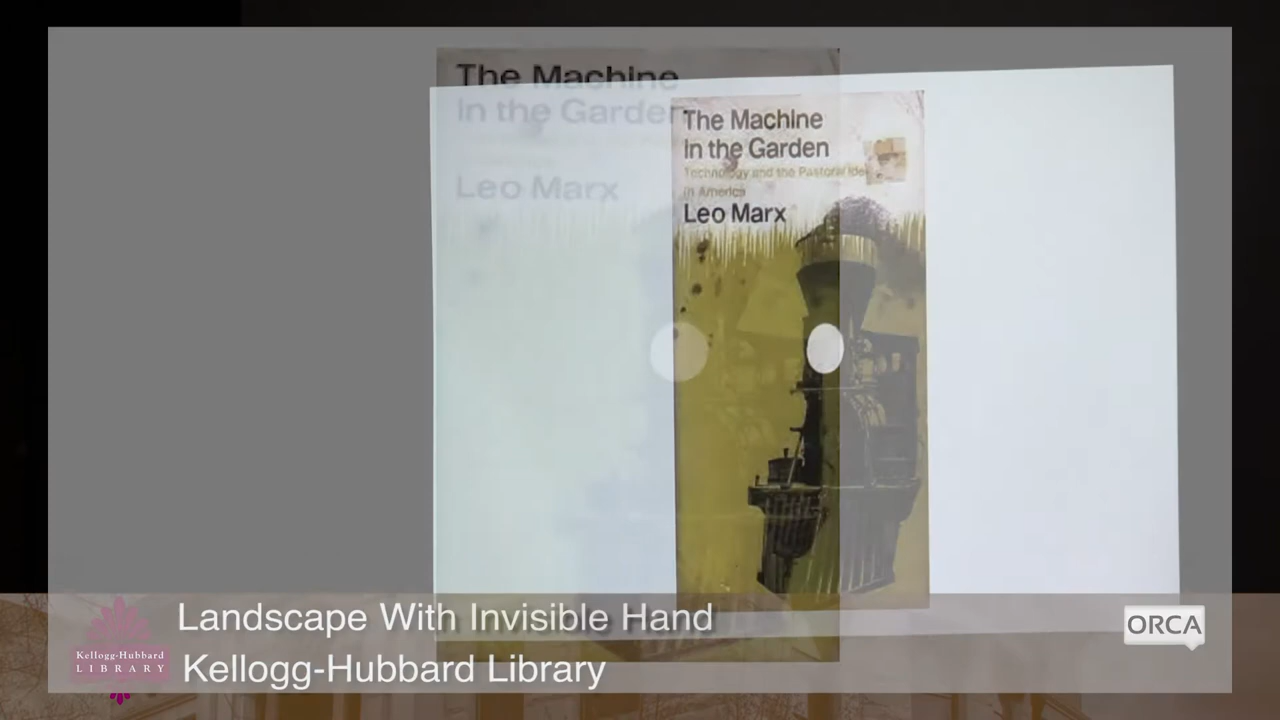 The Machine
In the Garden
Leo Marx
The Machine
In the Garden
Technology and the Pastoral Ide
in America
Leo Marx
Landscape With Invisible Hand
Kellogg-Hubbard Library
Kellogg-Hubbard
LIBRARY
ORCA